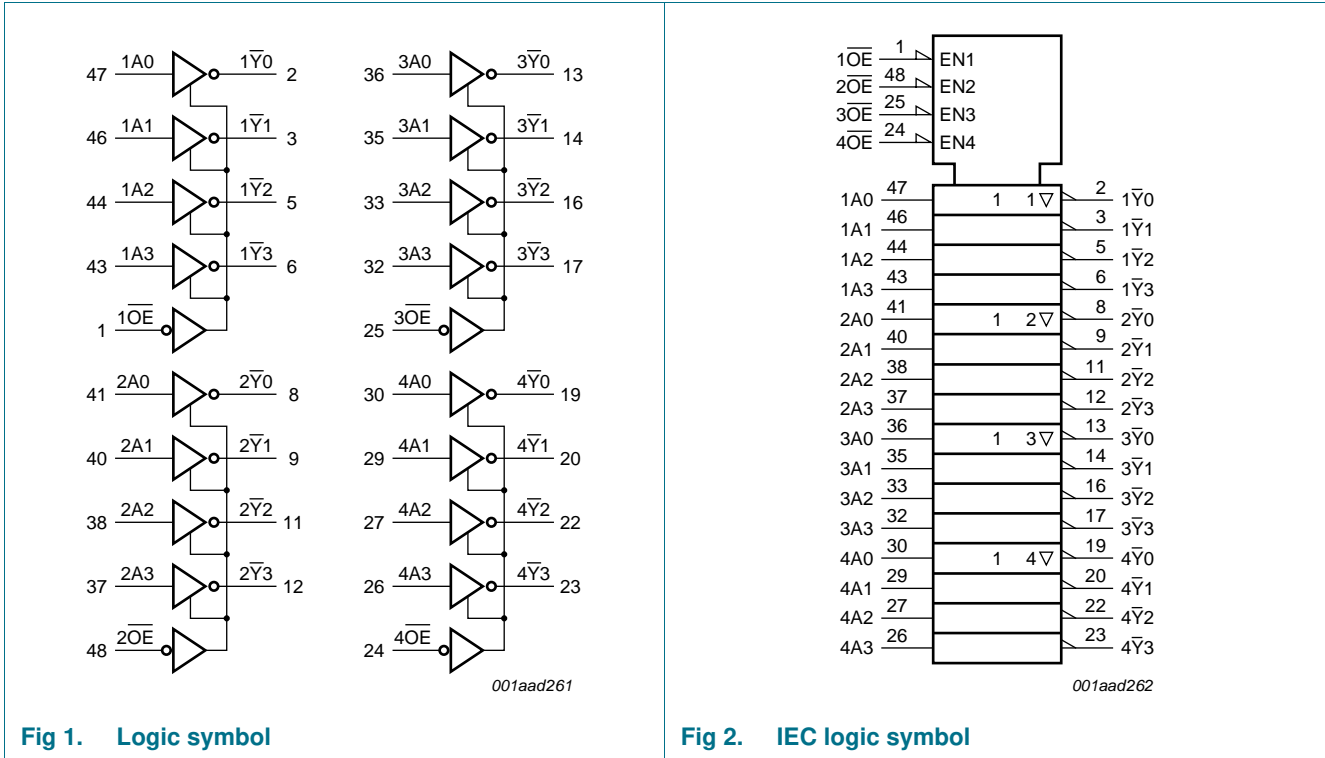 47 1A0 1Y̅0 2
46 1A1 1Y̅1 3
44 1A2 1Y̅2 5
43 1A3 1Y̅3 6
1 1O̅E̅
41 2A0 2Y̅0 8
40 2A1 2Y̅1 9
38 2A2 2Y̅2 11
37 2A3 2Y̅3 12
48 2O̅E̅
36 3A0 3Y̅0 13
35 3A1 3Y̅1 14
33 3A2 3Y̅2 16
32 3A3 3Y̅3 17
25 3O̅E̅
30 4A0 4Y̅0 19
29 4A1 4Y̅1 20
27 4A2 4Y̅2 22
26 4A3 4Y̅3 23
24 4O̅E̅
001aad261
Fig 1. Logic symbol
1O̅E̅ 1 EN1
2O̅E̅ 48 EN2
3O̅E̅ 25 EN3
4O̅E̅ 24 EN4
1A0 47 1 1▽ 2 1Y̅0
1A1 46 3 1Y̅1
1A2 44 5 1Y̅2
1A3 43 6 1Y̅3
2A0 41 1 2▽ 8 2Y̅0
2A1 40 9 2Y̅1
2A2 38 11 2Y̅2
2A3 37 12 2Y̅3
3A0 36 1 3▽ 13 3Y̅0
3A1 35 14 3Y̅1
3A2 33 16 3Y̅2
3A3 32 17 3Y̅3
4A0 30 1 4▽ 19 4Y̅0
4A1 29 20 4Y̅1
4A2 27 22 4Y̅2
4A3 26 23 4Y̅3
001aad262
Fig 2. IEC logic symbol